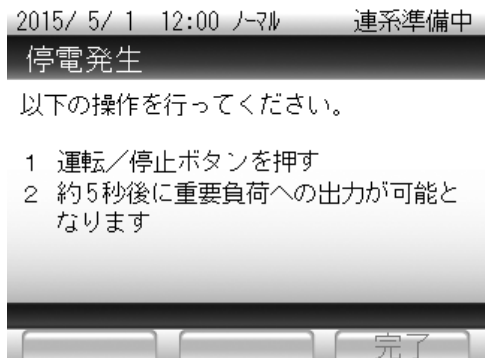 2015/ 5/ 1 12:00 ﾉｰﾏﾙ 連系準備中
停電発生
以下の操作を行ってください。
1 運転／停止ボタンを押す
2 約5秒後に重要負荷への出力が可能と
なります
完了